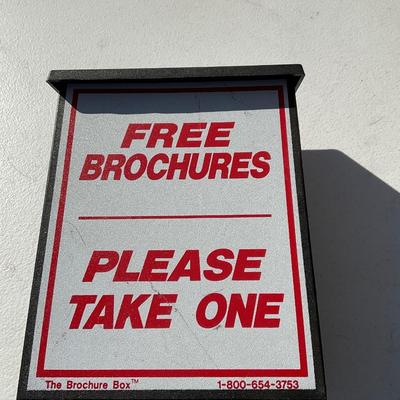 FREE
BROCHURES
PLEASE
TAKE ONE
The Brochure Box™ 1-800-654-3753